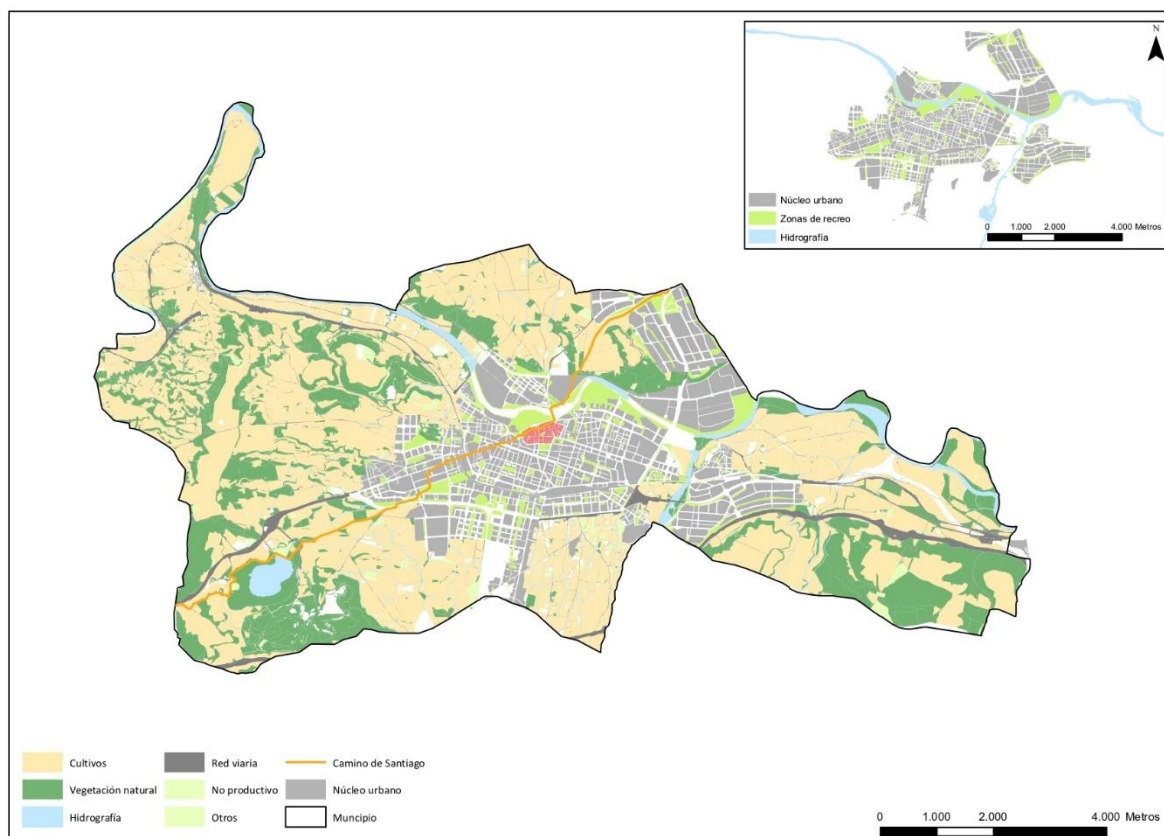 N
Núcleo urbano
Zonas de recreo
Hidrografía
0 1.000 2.000 4.000 Metros
Cultivos
Vegetación natural
Hidrografía
Red viaria
No productivo
Otros
Camino de Santiago
Núcleo urbano
Muncipio
0 1.000 2.000 4.000 Metros